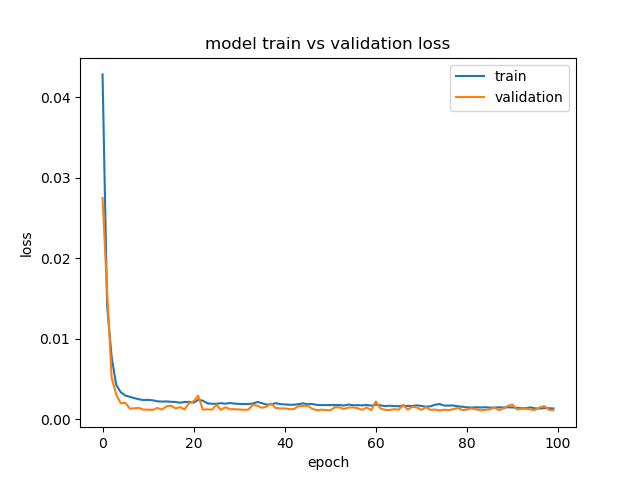 model train vs validation loss
train
validation
0.04
0.03
0.02
0.01
0.00
loss
0 20 40 60 80 100
epoch